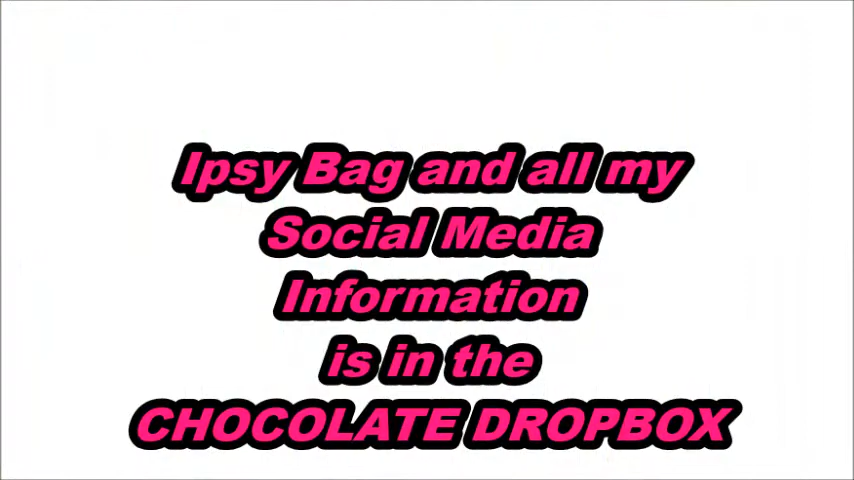 Ipsy Bag and all my
Social Media
Information
is in the
CHOCOLATE DROPBOX